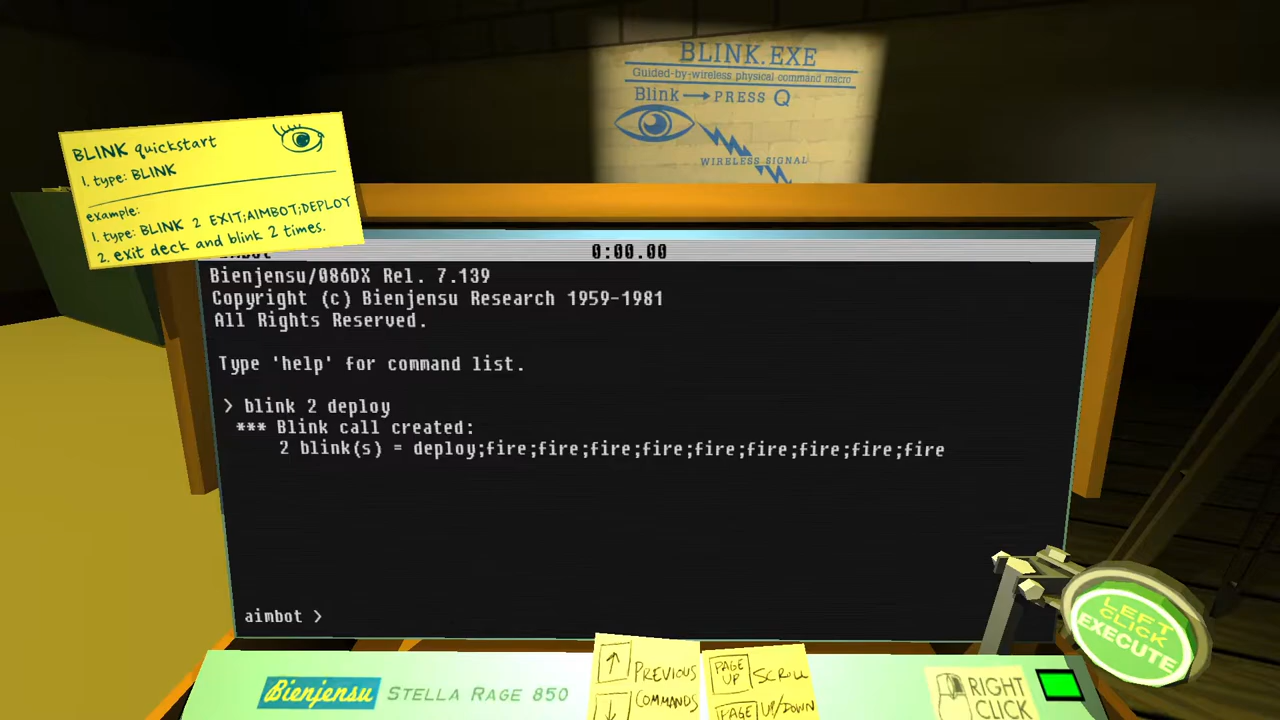 BLINK.EXE
Guided-by-wireless physical command macro
Blink → PRESS Q
WIRELESS SIGNAL
BLINK quickstart
1. type: BLINK
example:
1. type: BLINK 2 EXIT;AIMBOT;DEPLOY
2. exit deck and blink 2 times.
0:00.00
Bienjensu/086DX Rel. 7.139
Copyright (c) Bienjensu Research 1959-1981
All Rights Reserved.
Type 'help' for command list.
> blink 2 deploy
*** Blink call created:
2 blink(s) = deploy;fire;fire;fire;fire;fire;fire;fire;fire;fire
aimbot >
LEFT
CLICK
EXECUTE
Bienjensu STELLA RAGE 850
↑ PREVIOUS
↓ COMMANDS
PAGE UP SCROLL
PAGE UP/DOWN
RIGHT
CLICK